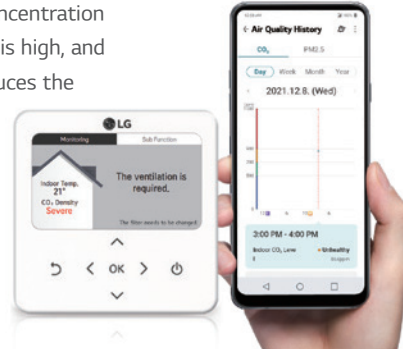 oncentration
is high, and
uces the
LG
Monitoring
Sub Function
Indoor Temp.
21°
CO₂ Density
Severe
The ventilation is
required.
The filter needs to be changed
OK
Air Quality History
CO₂
PM2.5
Day
Week
Month
Year
2021.12.8. (Wed)
3:00 PM - 4:00 PM
Indoor CO₂ Level
Unhealthy